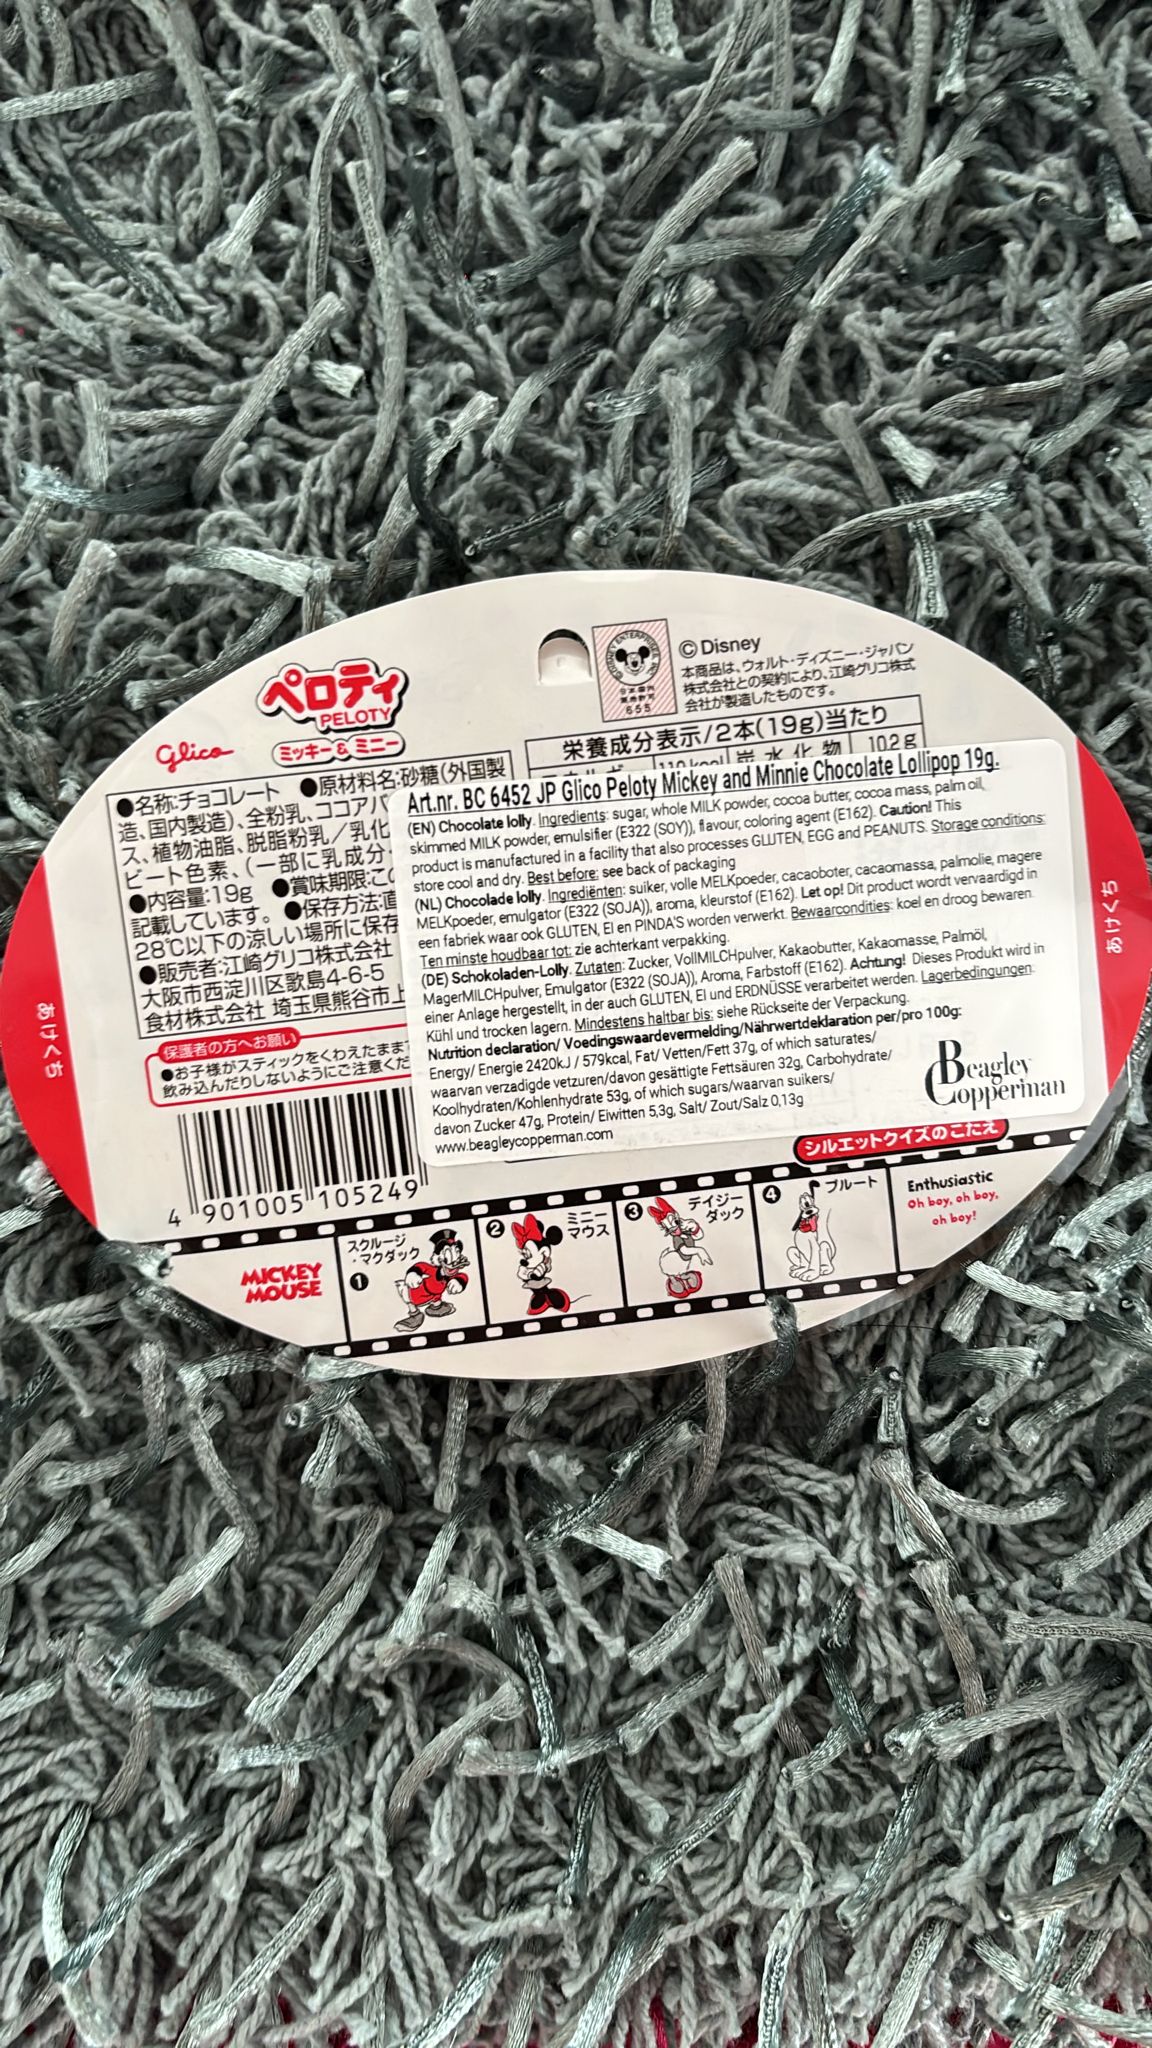 ペロティ
PELOTY
Glico
ミッキー&ミニー
©Disney
本商品は、ウォルト・ディズニー・ジャパン
株式会社との契約により、江崎グリコ株式
会社が製造したものです。
655
栄養成分表示/2本(19g)当たり
炭水化物 10.2g
●名称:チョコレート ●原材料名:砂糖(外国製
造、国内製造)、全粉乳、ココアバ
ス、植物油脂、脱脂粉乳/乳化
ビート色素、(一部に乳成分・
●内容量:19g ●賞味期限:この
記載しています。 ●保存方法:直
28℃以下の涼しい場所に保存
●販売者:江崎グリコ株式会社
大阪市西淀川区歌島4-6-5
食材株式会社 埼玉県熊谷市上
保護者の方へお願い
●お子様がスティックをくわえたまま
飲み込んだりしないようにご注意くだ
4 901005 105249
あけくち
あけくち
Art.nr. BC 6452 JP Glico Peloty Mickey and Minnie Chocolate Lollipop 19g.
(EN) Chocolate lolly. Ingredients: sugar, whole MILK powder, cocoa butter, cocoa mass, palm oil,
skimmed MILK powder, emulsifier (E322 (SOY)), flavour, coloring agent (E162). Caution! This
product is manufactured in a facility that also processes GLUTEN, EGG and PEANUTS. Storage conditions:
store cool and dry. Best before: see back of packaging
(NL) Chocolade lolly. Ingrediënten: suiker, volle MELKpoeder, cacaoboter, cacaomassa, palmolie, magere
MELKpoeder, emulgator (E322 (SOJA)), aroma, kleurstof (E162). Let op! Dit product wordt vervaardigd in
een fabriek waar ook GLUTEN, EI en PINDA'S worden verwerkt. Bewaarcondities: koel en droog bewaren.
Ten minste houdbaar tot: zie achterkant verpakking.
(DE) Schokoladen-Lolly. Zutaten: Zucker, VollMILCHpulver, Kakaobutter, Kakaomasse, Palmöl,
MagerMILCHpulver, Emulgator (E322 (SOJA)), Aroma, Farbstoff (E162). Achtung! Dieses Produkt wird in
einer Anlage hergestellt, in der auch GLUTEN, EI und ERDNÜSSE verarbeitet werden. Lagerbedingungen:
Kühl und trocken lagern. Mindestens haltbar bis: siehe Rückseite der Verpackung.
Nutrition declaration/ Voedingswaardevermelding/Nährwertdeklaration per/pro 100g:
Energy/ Energie 2420kJ / 579kcal, Fat/ Vetten/Fett 37g, of which saturates/
waarvan verzadigde vetzuren/davon gesättigte Fettsäuren 32g, Carbohydrate/
Koolhydraten/Kohlenhydrate 53g, of which sugars/waarvan suikers/
davon Zucker 47g, Protein/ Eiwitten 5,3g, Salt/ Zout/Salz 0,13g
www.beagleycopperman.com
Beagley
Copperman
シルエットクイズのこたえ
MICKEY
MOUSE
スクルージ
・マクダック
❶
❷ ミニー
マウス
❸ デイジー
ダック
❹ プルート
Enthusiastic
Oh boy, oh boy,
oh boy!